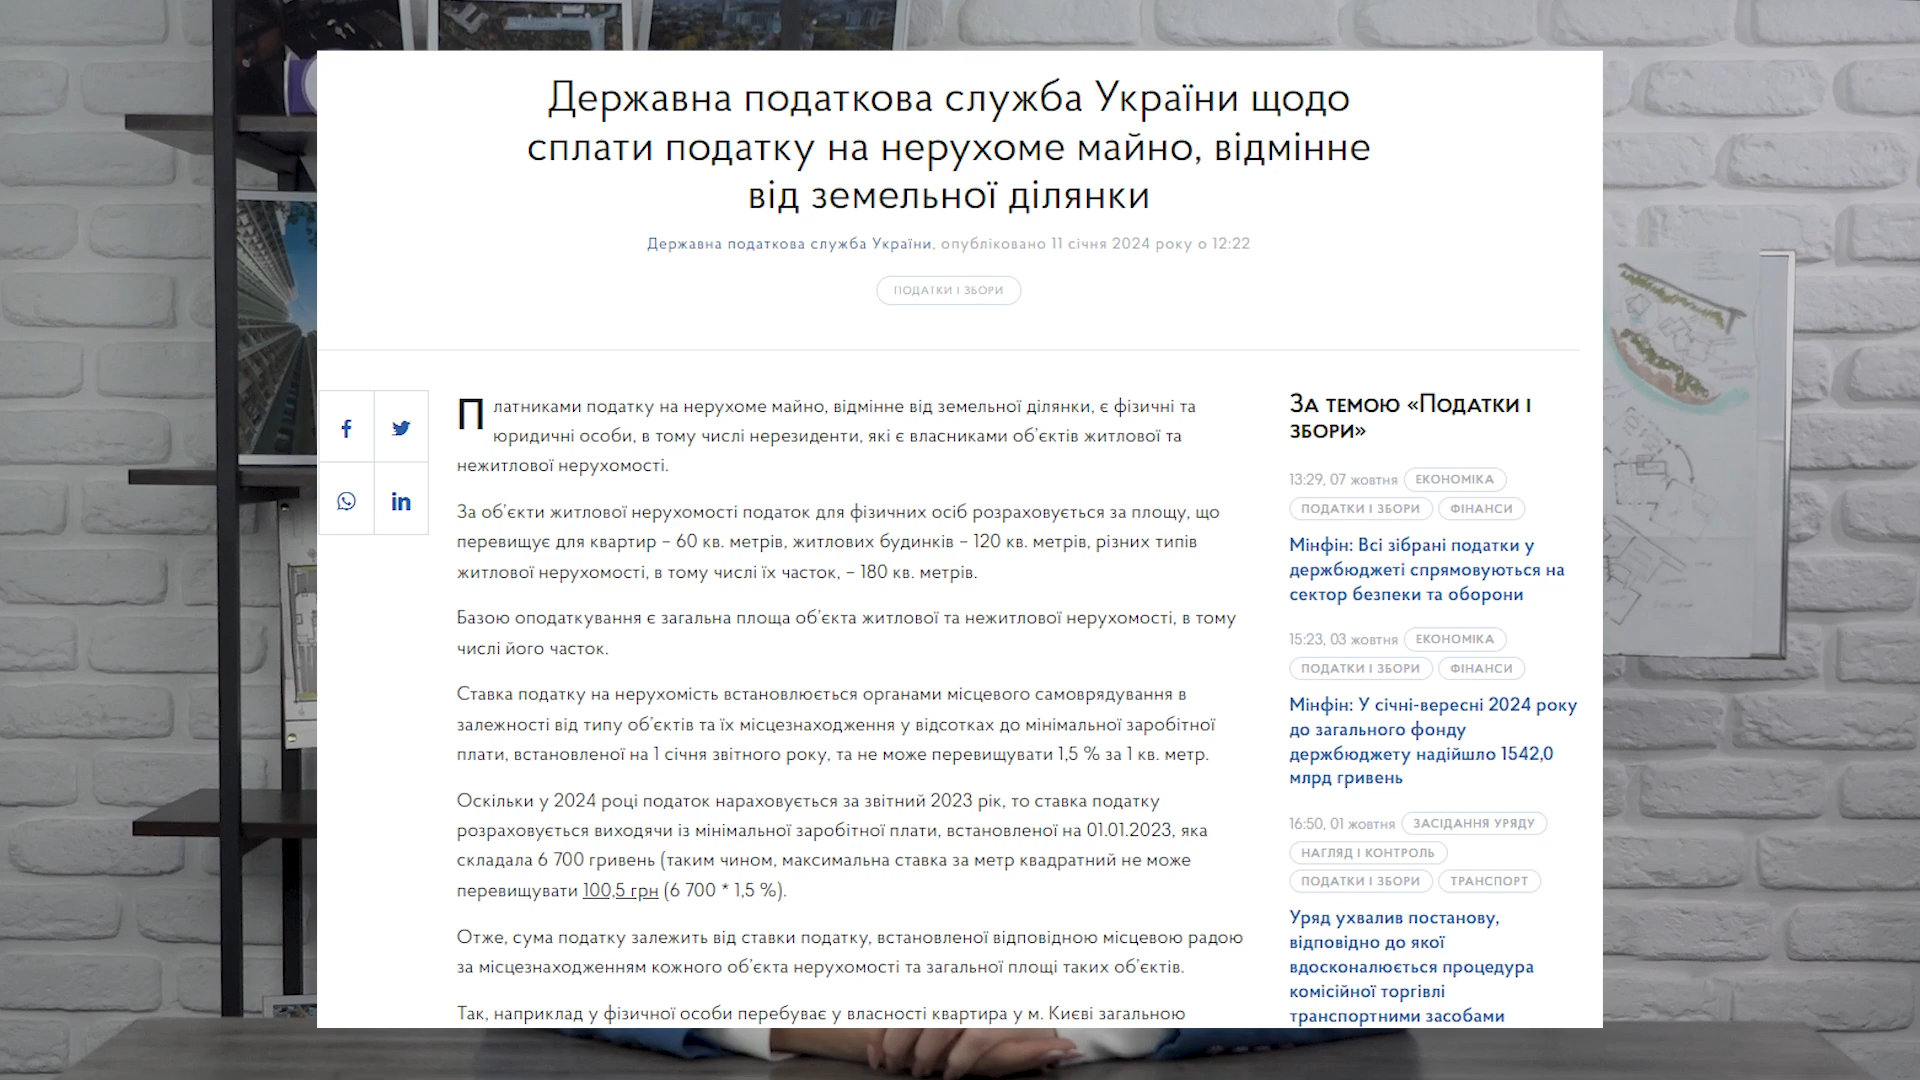 Державна податкова служба України щодо
сплати податку на нерухоме майно, відмінне
від земельної ділянки
Державна податкова служба України, опубліковано 11 січня 2024 року о 12:22
ПОДАТКИ І ЗБОРИ
Платниками податку на нерухоме майно, відмінне від земельної ділянки, є фізичні та
юридичні особи, в тому числі нерезиденти, які є власниками об’єктів житлової та
нежитлової нерухомості.
За об’єкти житлової нерухомості податок для фізичних осіб розраховується за площу, що
перевищує для квартир – 60 кв. метрів, житлових будинків – 120 кв. метрів, різних типів
житлової нерухомості, в тому числі їх часток, – 180 кв. метрів.
Базою оподаткування є загальна площа об’єкта житлової та нежитлової нерухомості, в тому
числі його часток.
Ставка податку на нерухомість встановлюється органами місцевого самоврядування в
залежності від типу об’єктів та їх місцезнаходження у відсотках до мінімальної заробітної
плати, встановленої на 1 січня звітного року, та не може перевищувати 1,5 % за 1 кв. метр.
Оскільки у 2024 році податок нараховується за звітний 2023 рік, то ставка податку
розраховується виходячи із мінімальної заробітної плати, встановленої на 01.01.2023, яка
складала 6 700 гривень (таким чином, максимальна ставка за метр квадратний не може
перевищувати 100,5 грн (6 700 * 1,5 %).
Отже, сума податку залежить від ставки податку, встановленої відповідною місцевою радою
за місцезнаходженням кожного об’єкта нерухомості та загальної площі таких об’єктів.
Так, наприклад у фізичної особи перебуває у власності квартира у м. Києві загальною
За темою «Податки і
збори»
13:29, 07 жовтня ЕКОНОМІКА
ПОДАТКИ І ЗБОРИ ФІНАНСИ
Мінфін: Всі зібрані податки у
держбюджеті спрямовуються на
сектор безпеки та оборони
15:23, 03 жовтня ЕКОНОМІКА
ПОДАТКИ І ЗБОРИ ФІНАНСИ
Мінфін: У січні-вересні 2024 року
до загального фонду
держбюджету надійшло 1542,0
млрд гривень
16:50, 01 жовтня ЗАСІДАННЯ УРЯДУ
НАГЛЯД І КОНТРОЛЬ
ПОДАТКИ І ЗБОРИ ТРАНСПОРТ
Уряд ухвалив постанову,
відповідно до якої
вдосконалюється процедура
комісійної торгівлі
транспортними засобами